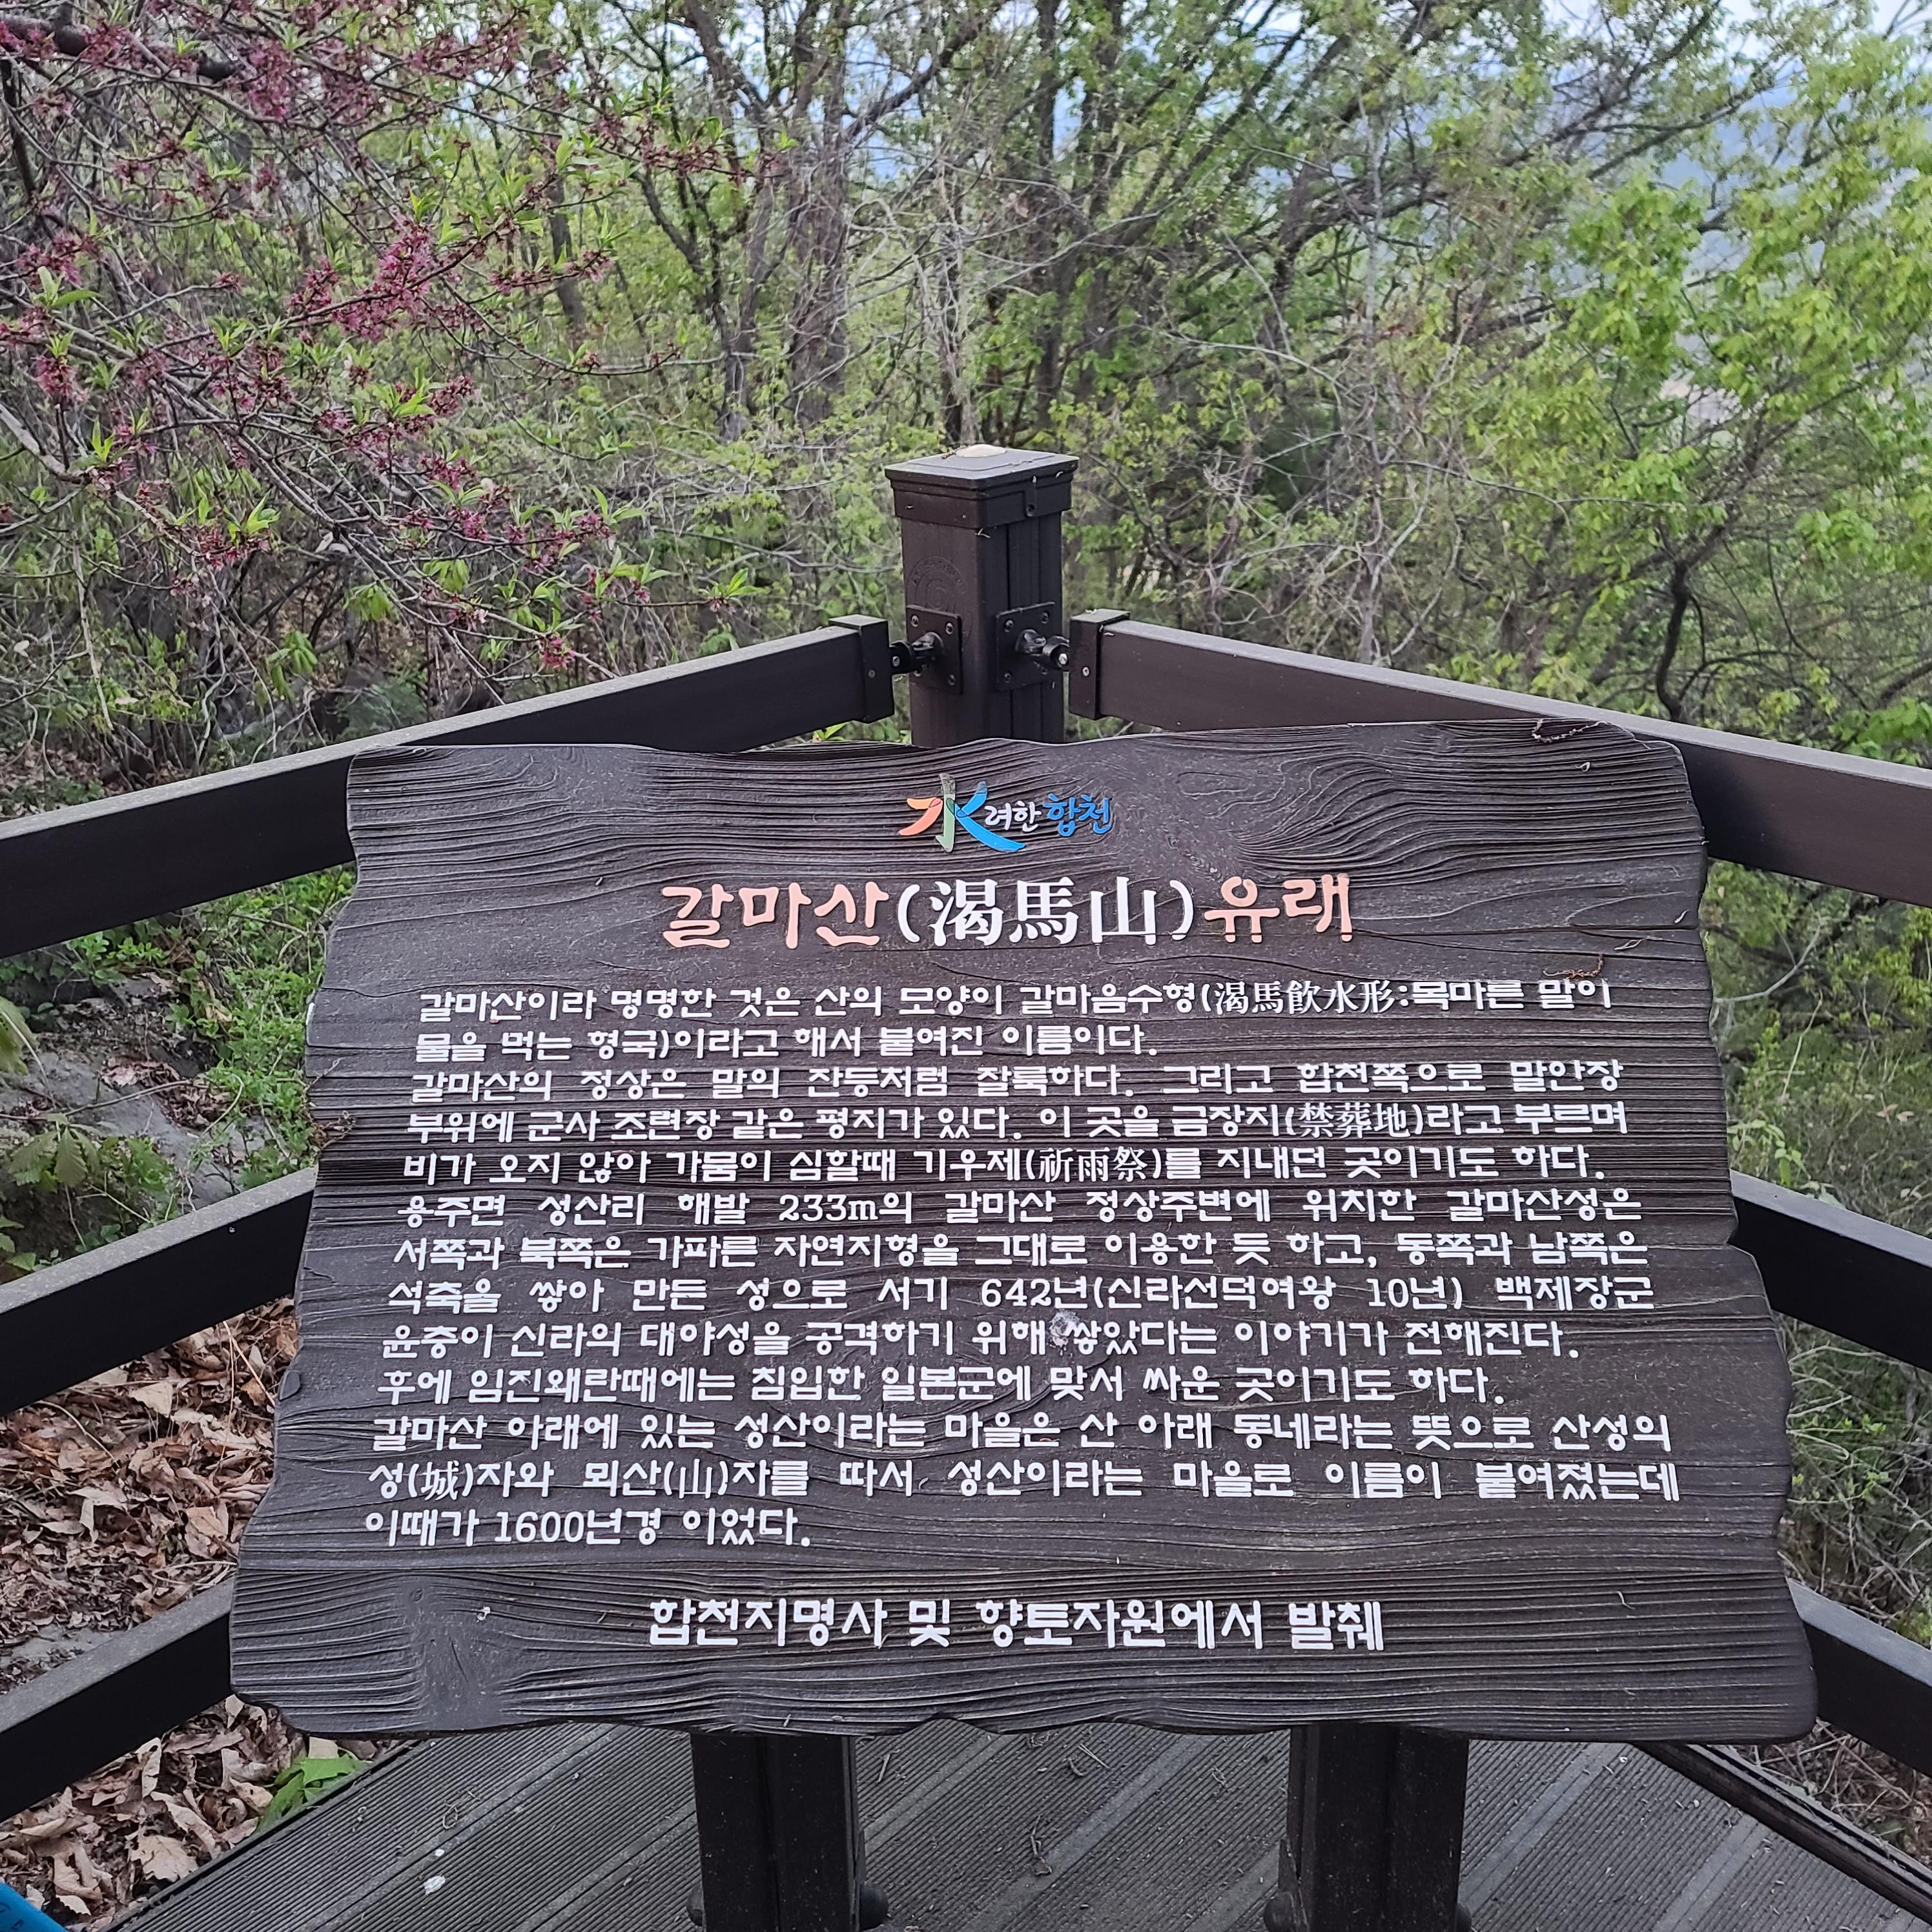 水려한 합천
갈마산(渴馬山)유래
갈마산이라 명명한 것은 산의 모양이 갈마음수형(渴馬飮水形:목마른 말이
물을 먹는 형국)이라고 해서 붙여진 이름이다.
갈마산의 정상은 말의 잔등처럼 잘록하다. 그리고 합천쪽으로 말안장
부위에 군사 조련장 같은 평지가 있다. 이 곳을 금장지(禁葬地)라고 부르며
비가 오지 않아 가뭄이 심할때 기우제(祈雨祭)를 지내던 곳이기도 하다.
용주면 성산리 해발 233m의 갈마산 정상주변에 위치한 갈마산성은
서쪽과 북쪽은 가파른 자연지형을 그대로 이용한 듯 하고, 동쪽과 남쪽은
석축을 쌓아 만든 성으로 서기 642년(신라선덕여왕 10년) 백제장군
윤충이 신라의 대야성을 공격하기 위해 쌓았다는 이야기가 전해진다.
후에 임진왜란때에는 침입한 일본군에 맞서 싸운 곳이기도 하다.
갈마산 아래에 있는 성산이라는 마을은 산 아래 동네라는 뜻으로 산성의
성(城)자와 뫼산(山)자를 따서 성산이라는 마을로 이름이 붙여졌는데
이때가 1600년경 이었다.
합천지명사 및 향토자원에서 발췌